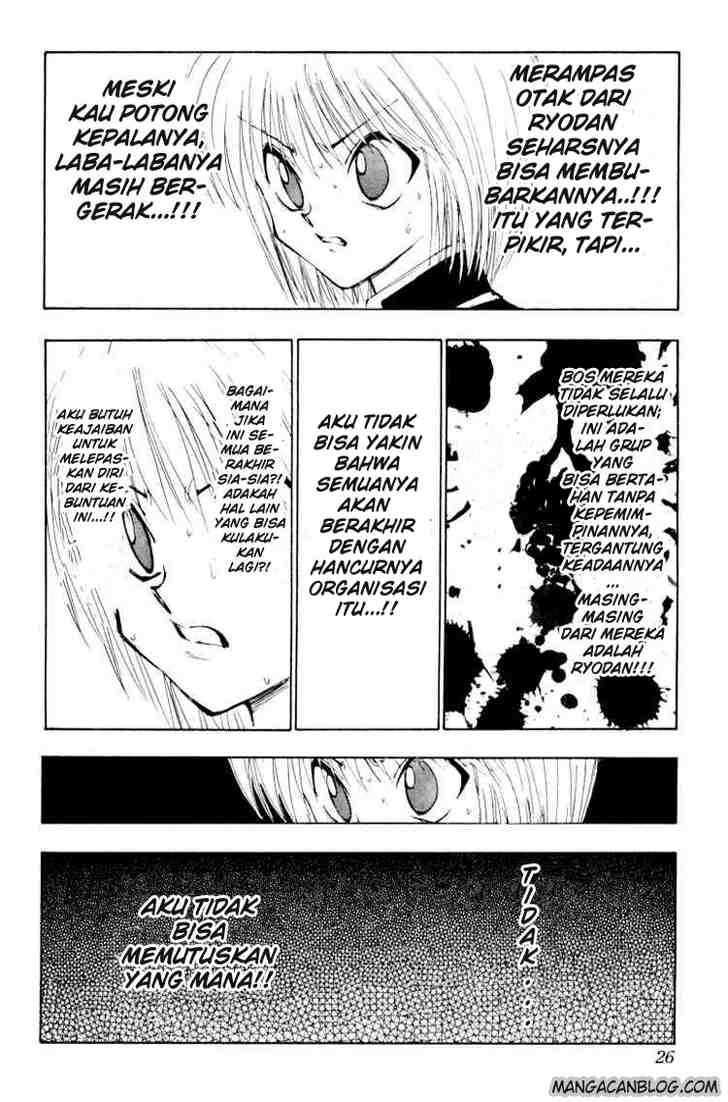 MERAMPAS
OTAK DARI
RYODAN
SEHARSNYA
BISA MEMBU-
BARKANNYA..!!!
ITU YANG TER-
PIKIR, TAPI...
MESKI
KAU POTONG
KEPALANYA,
LABA-LABANYA
MASIH BER-
GERAK...!!!
BOS MEREKA
TIDAK SELALU
DIPERLUKAN;
INI ADA-
LAH GRUP
YANG
BISA BERTA-
HAN TANPA
KEPEMIM-
PINANNYA,
TERGANTUNG
KEADAANNYA
...
MASING-
MASING
DARI MEREKA
ADALAH
RYODAN!!!
AKU TIDAK
BISA YAKIN
BAHWA
SEMUANYA
AKAN
BERAKHIR
DENGAN
HANCURNYA
ORGANISASI
ITU...!!
BAGAI-
MANA
JIKA
INI SE-
MUA BE-
RAKHIR
SIA-SIA?!
ADAKAH
HAL LAIN
YANG BISA
KULAKU-
KAN
LAGI?!
AKU BUTUH
KEAJAIBAN
UNTUK
MELEPAS-
KAN DIRI
DARI KE-
BUNTUAN
INI...!!
TIDAK...
AKU TIDAK
BISA
MEMUTUSKAN
YANG MANA!!
26
MANGACANBLOG.COM